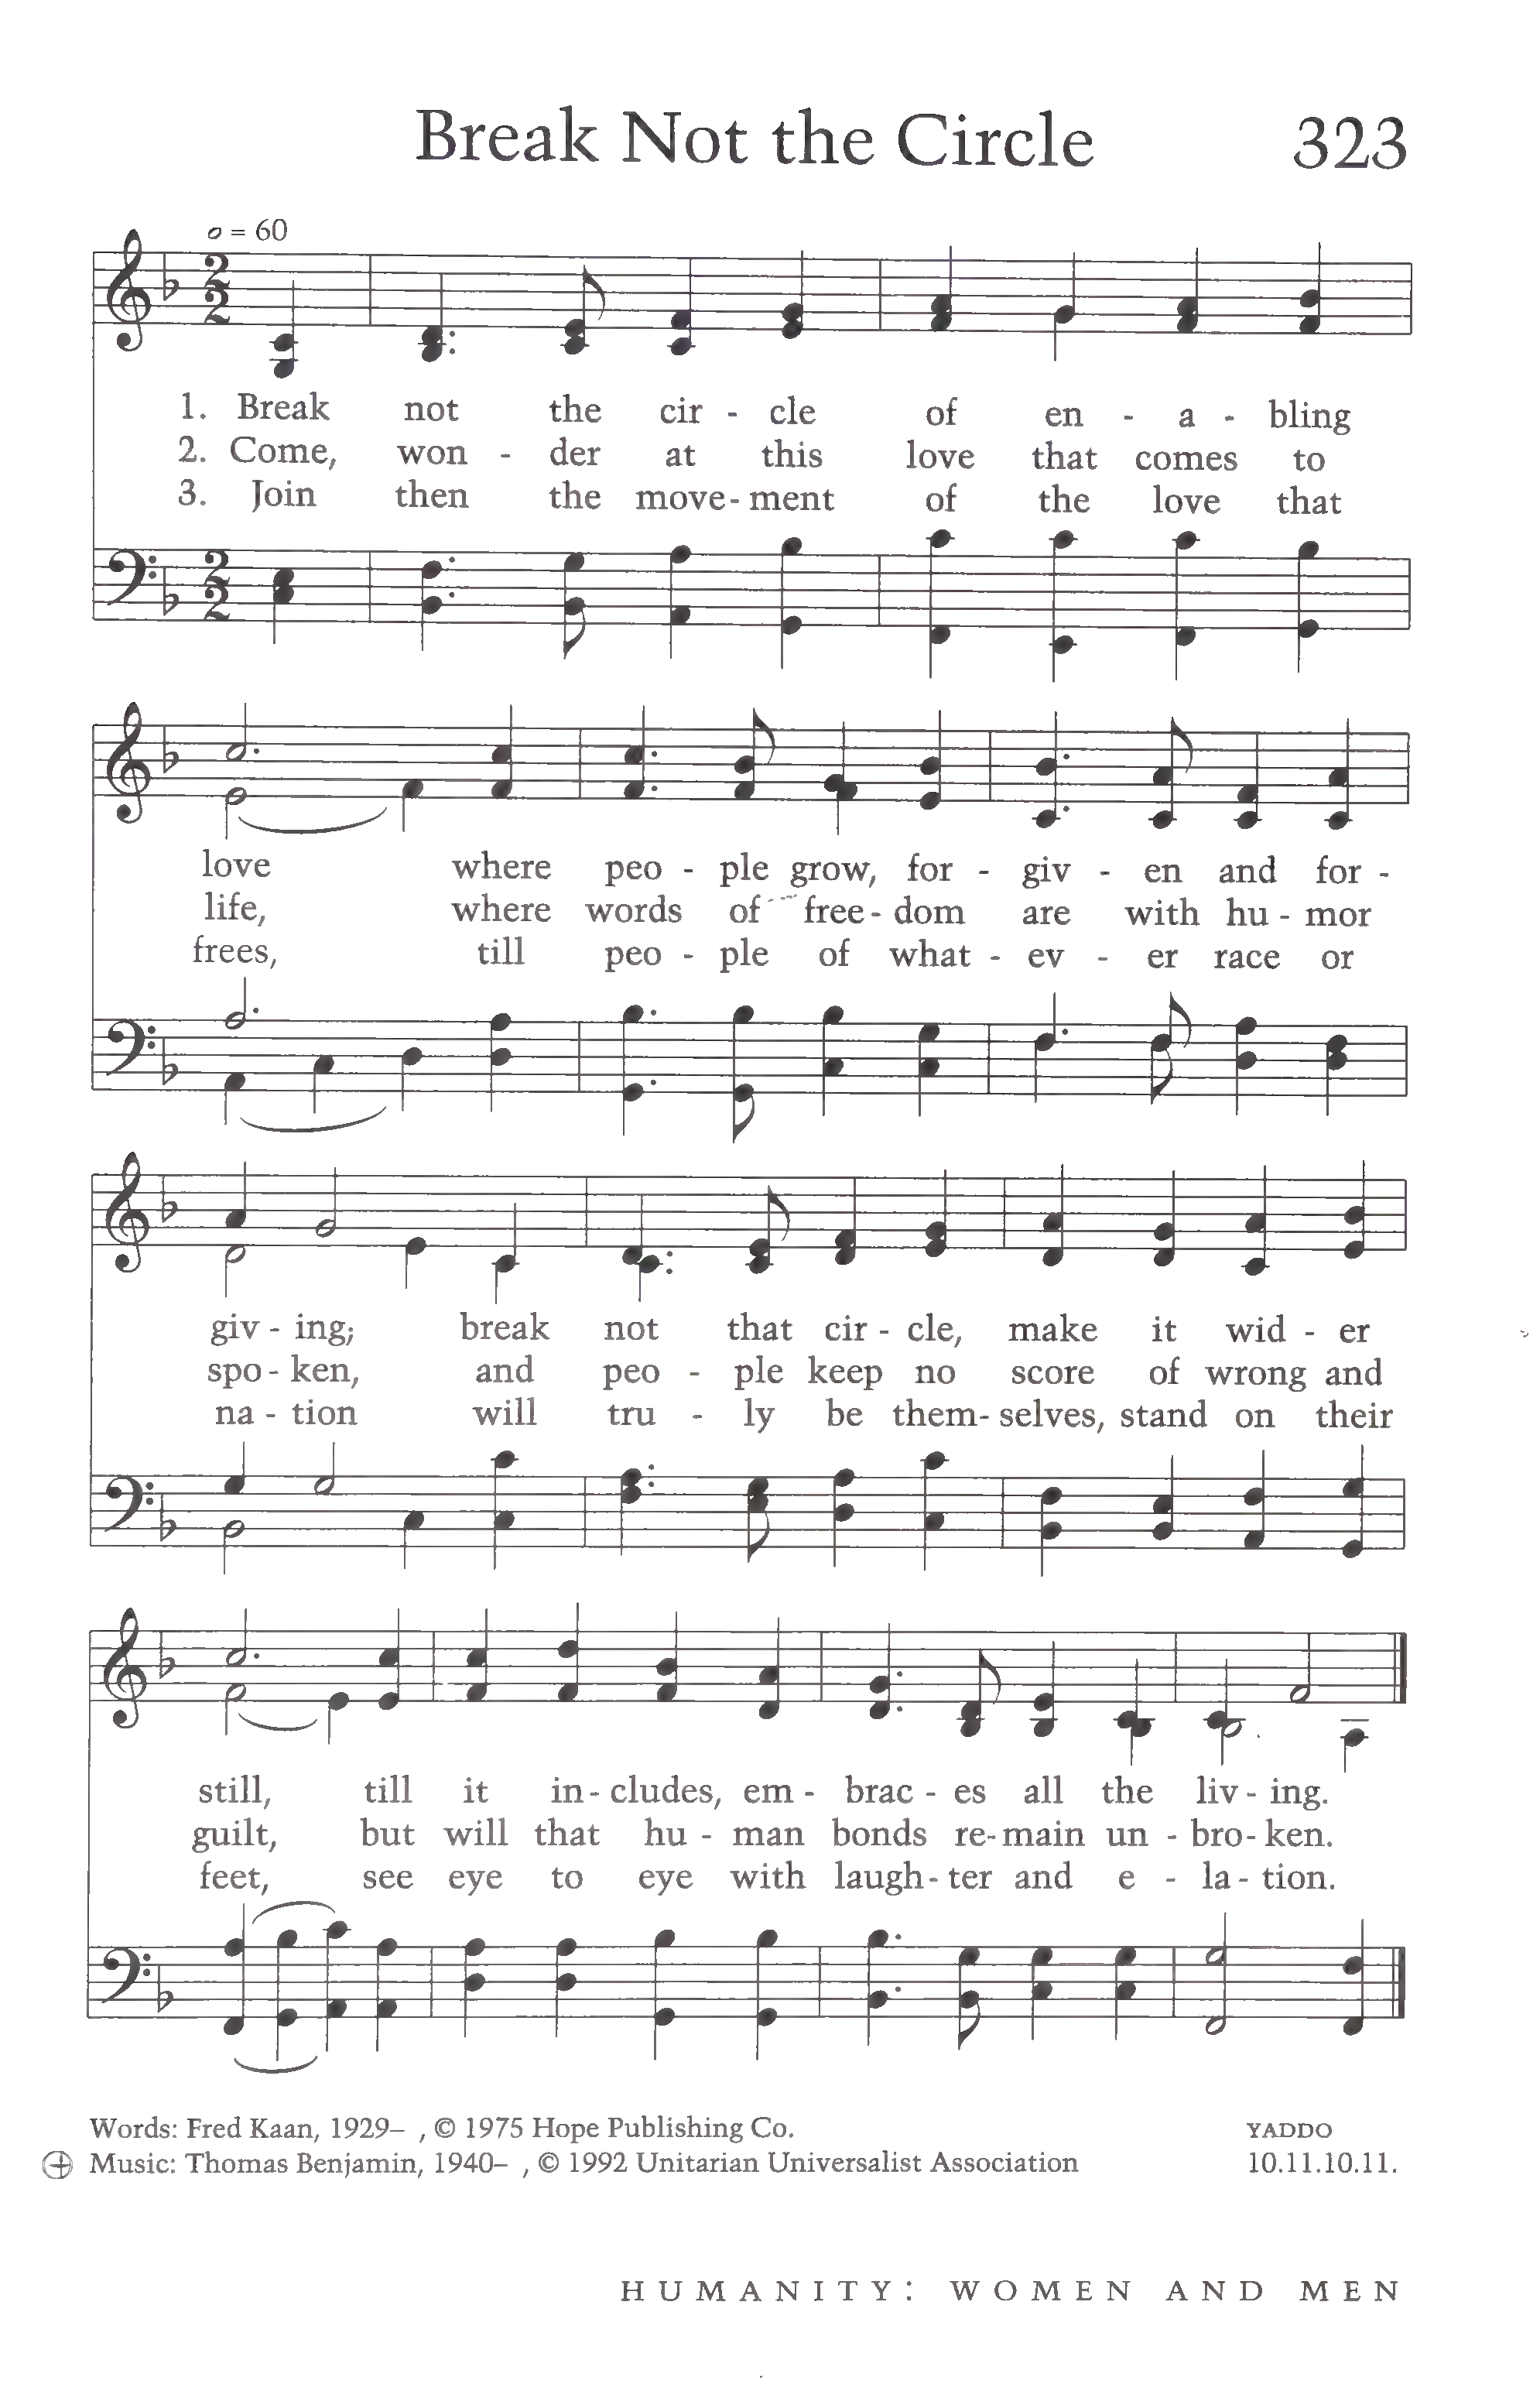 Break Not the Circle 323
𝅝 = 60
1. Break not the cir - cle of en - a - bling
2. Come, won - der at this love that comes to
3. Join then the move - ment of the love that
love where peo - ple grow, for - giv - en and for -
life, where words of free - dom are with hu - mor
frees, till peo - ple of what - ev - er race or
giv - ing; break not that cir - cle, make it wid - er
spo - ken, and peo - ple keep no score of wrong and
na - tion will tru - ly be them - selves, stand on their
still, till it in - cludes, em - brac - es all the liv - ing.
guilt, but will that hu - man bonds re - main un - bro - ken.
feet, see eye to eye with laugh - ter and e - la - tion.
Words: Fred Kaan, 1929– , © 1975 Hope Publishing Co. YADDO
Music: Thomas Benjamin, 1940– , © 1992 Unitarian Universalist Association 10.11.10.11.
HUMANITY: WOMEN AND MEN